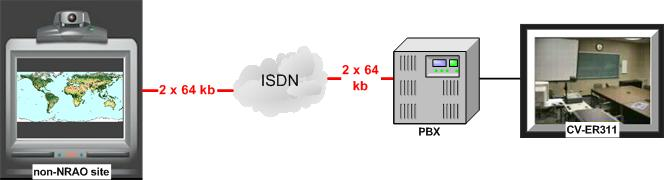 non-NRAO site
2 x 64 kb
ISDN
2 x 64
kb
PBX
CV-ER311